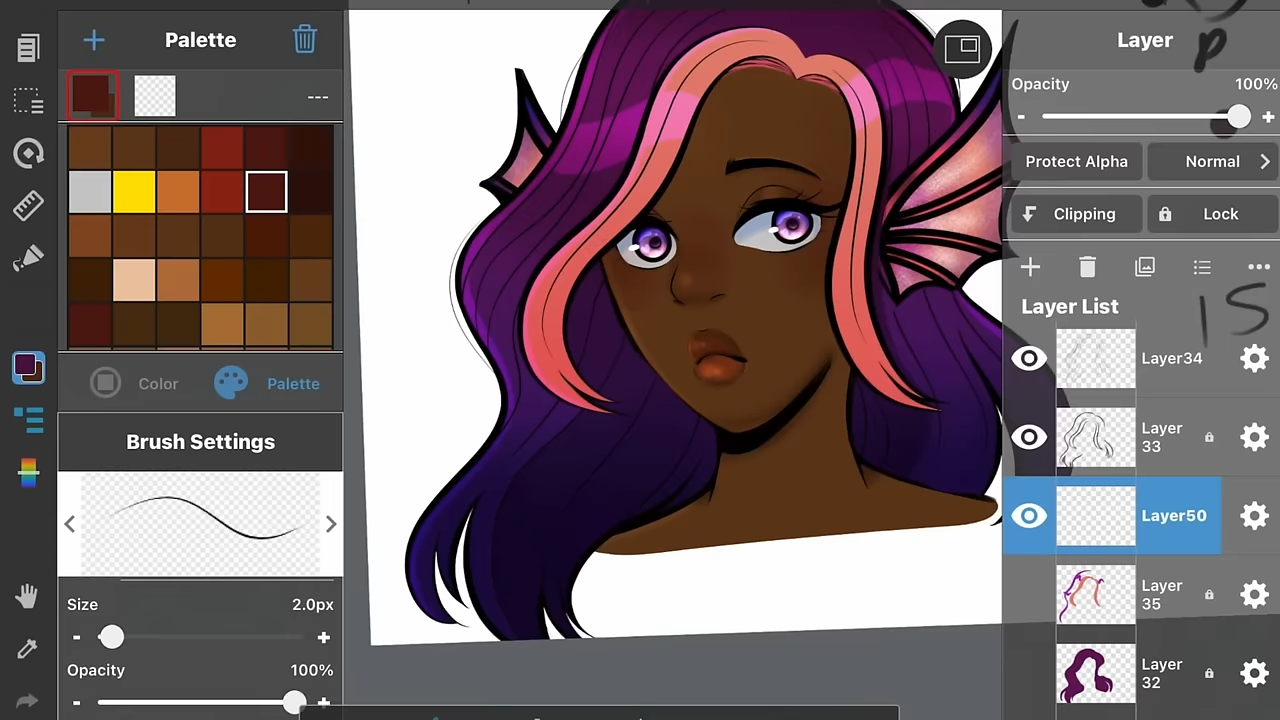 Palette
Layer
Opacity
100%
---
Protect Alpha
Normal
Clipping
Lock
Layer List
Layer34
Layer
33
Layer50
Layer
35
Layer
32
Color
Palette
Brush Settings
Size
2.0px
Opacity
100%
p
15